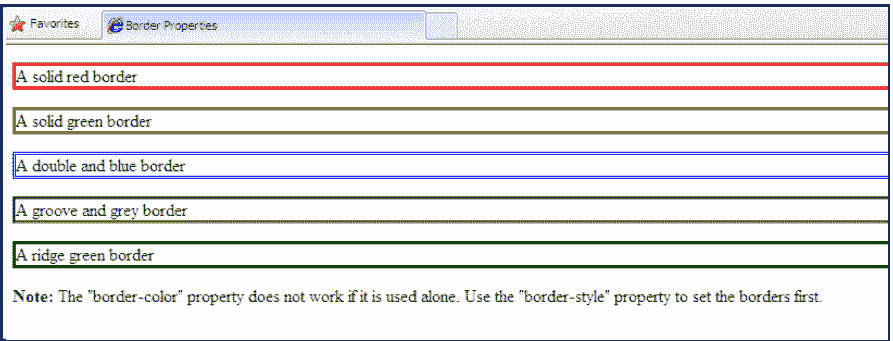 Favorites
Border Properties
A solid red border
A solid green border
A double and blue border
A groove and grey border
A ridge green border
Note: The "border-color" property does not work if it is used alone. Use the "border-style" property to set the borders first.